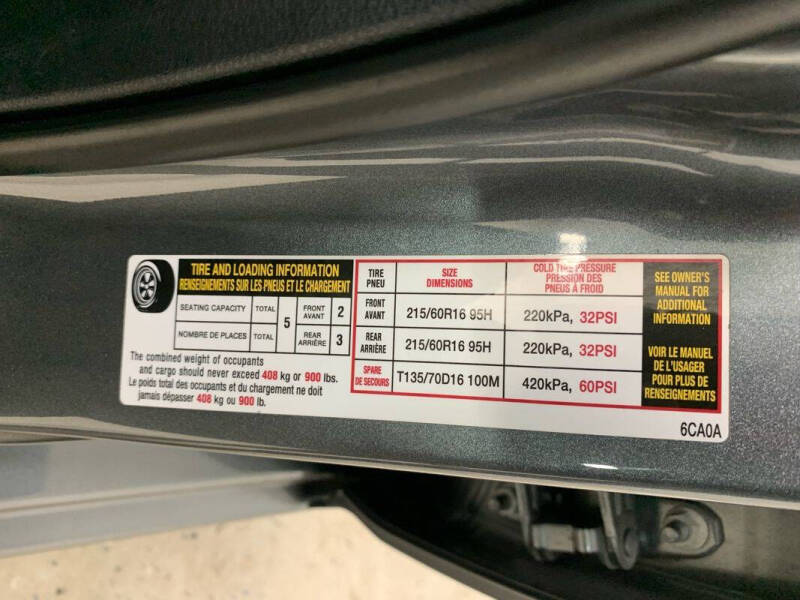 TIRE AND LOADING INFORMATION
RENSEIGNEMENTS SUR LES PNEUS ET LE CHARGEMENT
SEATING CAPACITY TOTAL 5 FRONT AVANT 2
NOMBRE DE PLACES TOTAL REAR ARRIÈRE 3
The combined weight of occupants
and cargo should never exceed 408 kg or 900 lbs.
Le poids total des occupants et du chargement ne doit
jamais dépasser 408 kg ou 900 lb.
TIRE PNEU
SIZE DIMENSIONS
COLD TIRE PRESSURE
PRESSION DES
PNEUS À FROID
FRONT AVANT 215/60R16 95H 220kPa, 32PSI
REAR ARRIÈRE 215/60R16 95H 220kPa, 32PSI
SPARE DE SECOURS T135/70D16 100M 420kPa, 60PSI
SEE OWNER'S
MANUAL FOR
ADDITIONAL
INFORMATION
VOIR LE MANUEL
DE L'USAGER
POUR PLUS DE
RENSEIGNEMENTS
6CA0A